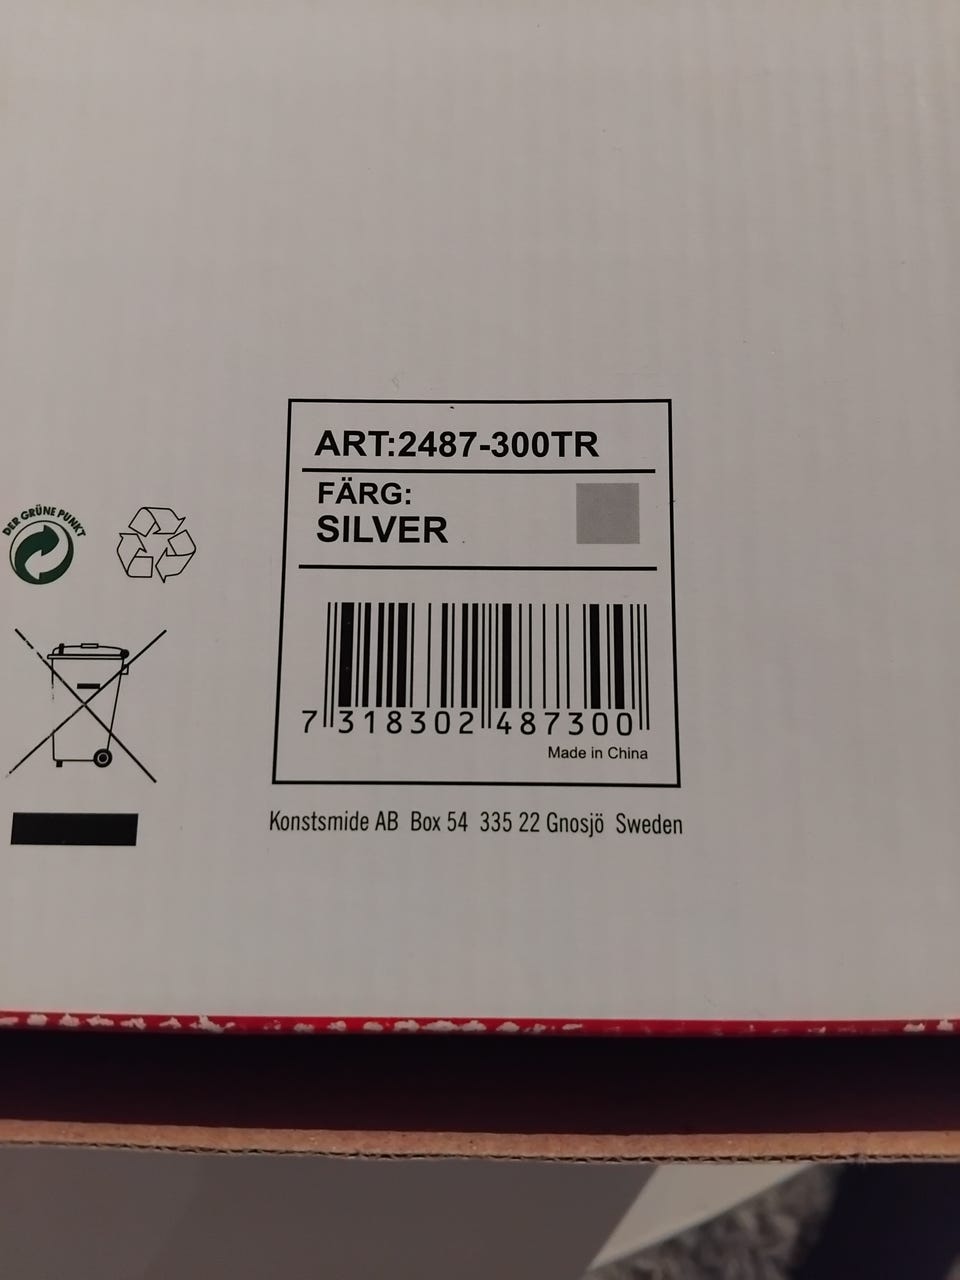 ART:2487-300TR
FÄRG:
SILVER
DER GRÜNE PUNKT
7 318302 487300
Made in China
Konstsmide AB Box 54 335 22 Gnosjö Sweden